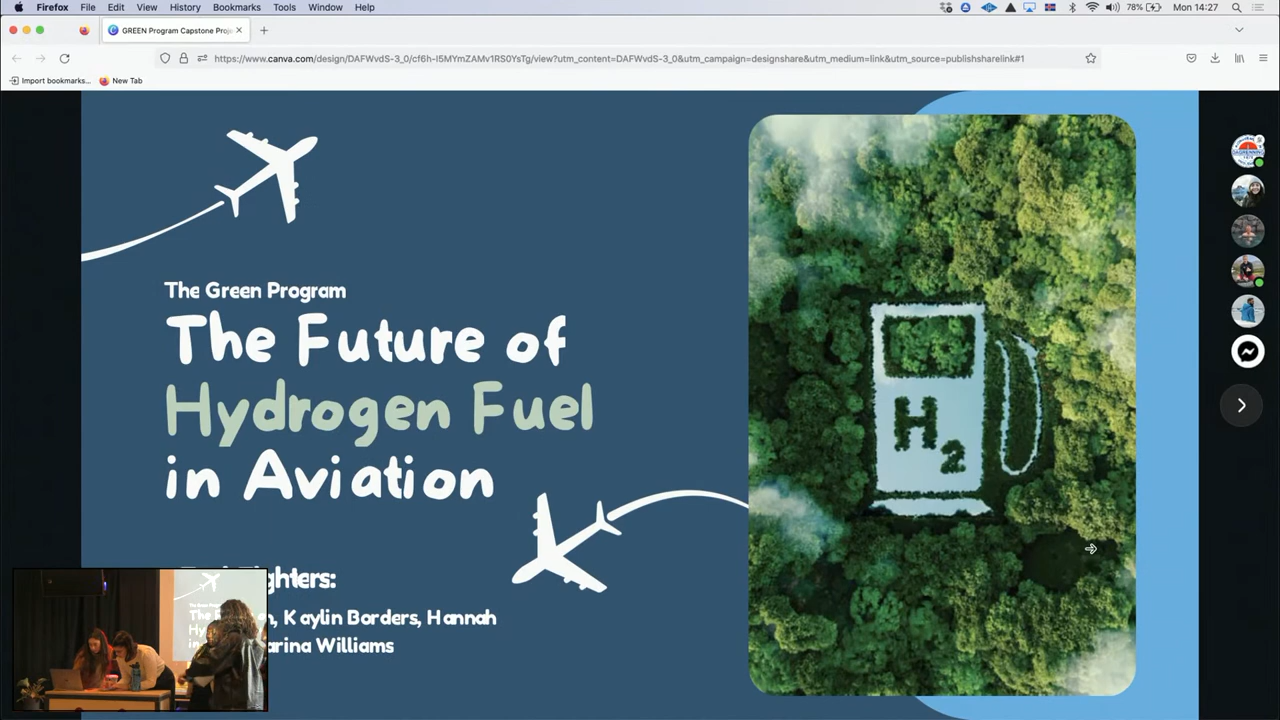 Firefox File Edit View History Bookmarks Tools Window Help 78% Mon 14:27
GREEN Program Capstone Proj
https://www.canva.com/design/DAFWvdS-3_0/cf6h-I5MYmZAMv1RS0YsTg/view?utm_content=DAFWvdS-3_0&utm_campaign=designshare&utm_medium=link&utm_source=publishsharelink#1
Import bookmarks... New Tab
The Green Program
The Future of
Hydrogen Fuel
in Aviation
H2
Kaylin Borders, Hannah
Williams